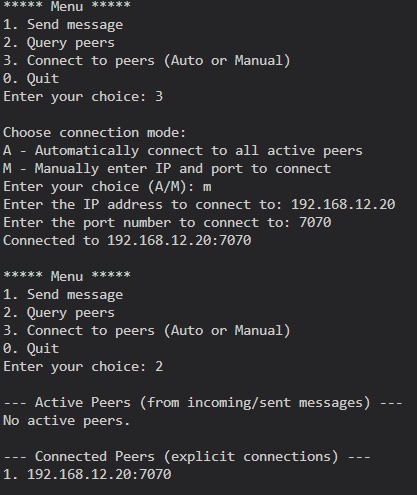 ***** Menu *****
1. Send message
2. Query peers
3. Connect to peers (Auto or Manual)
0. Quit
Enter your choice: 3
Choose connection mode:
A - Automatically connect to all active peers
M - Manually enter IP and port to connect
Enter your choice (A/M): m
Enter the IP address to connect to: 192.168.12.20
Enter the port number to connect to: 7070
Connected to 192.168.12.20:7070
***** Menu *****
1. Send message
2. Query peers
3. Connect to peers (Auto or Manual)
0. Quit
Enter your choice: 2
--- Active Peers (from incoming/sent messages) ---
No active peers.
--- Connected Peers (explicit connections) ---
1. 192.168.12.20:7070